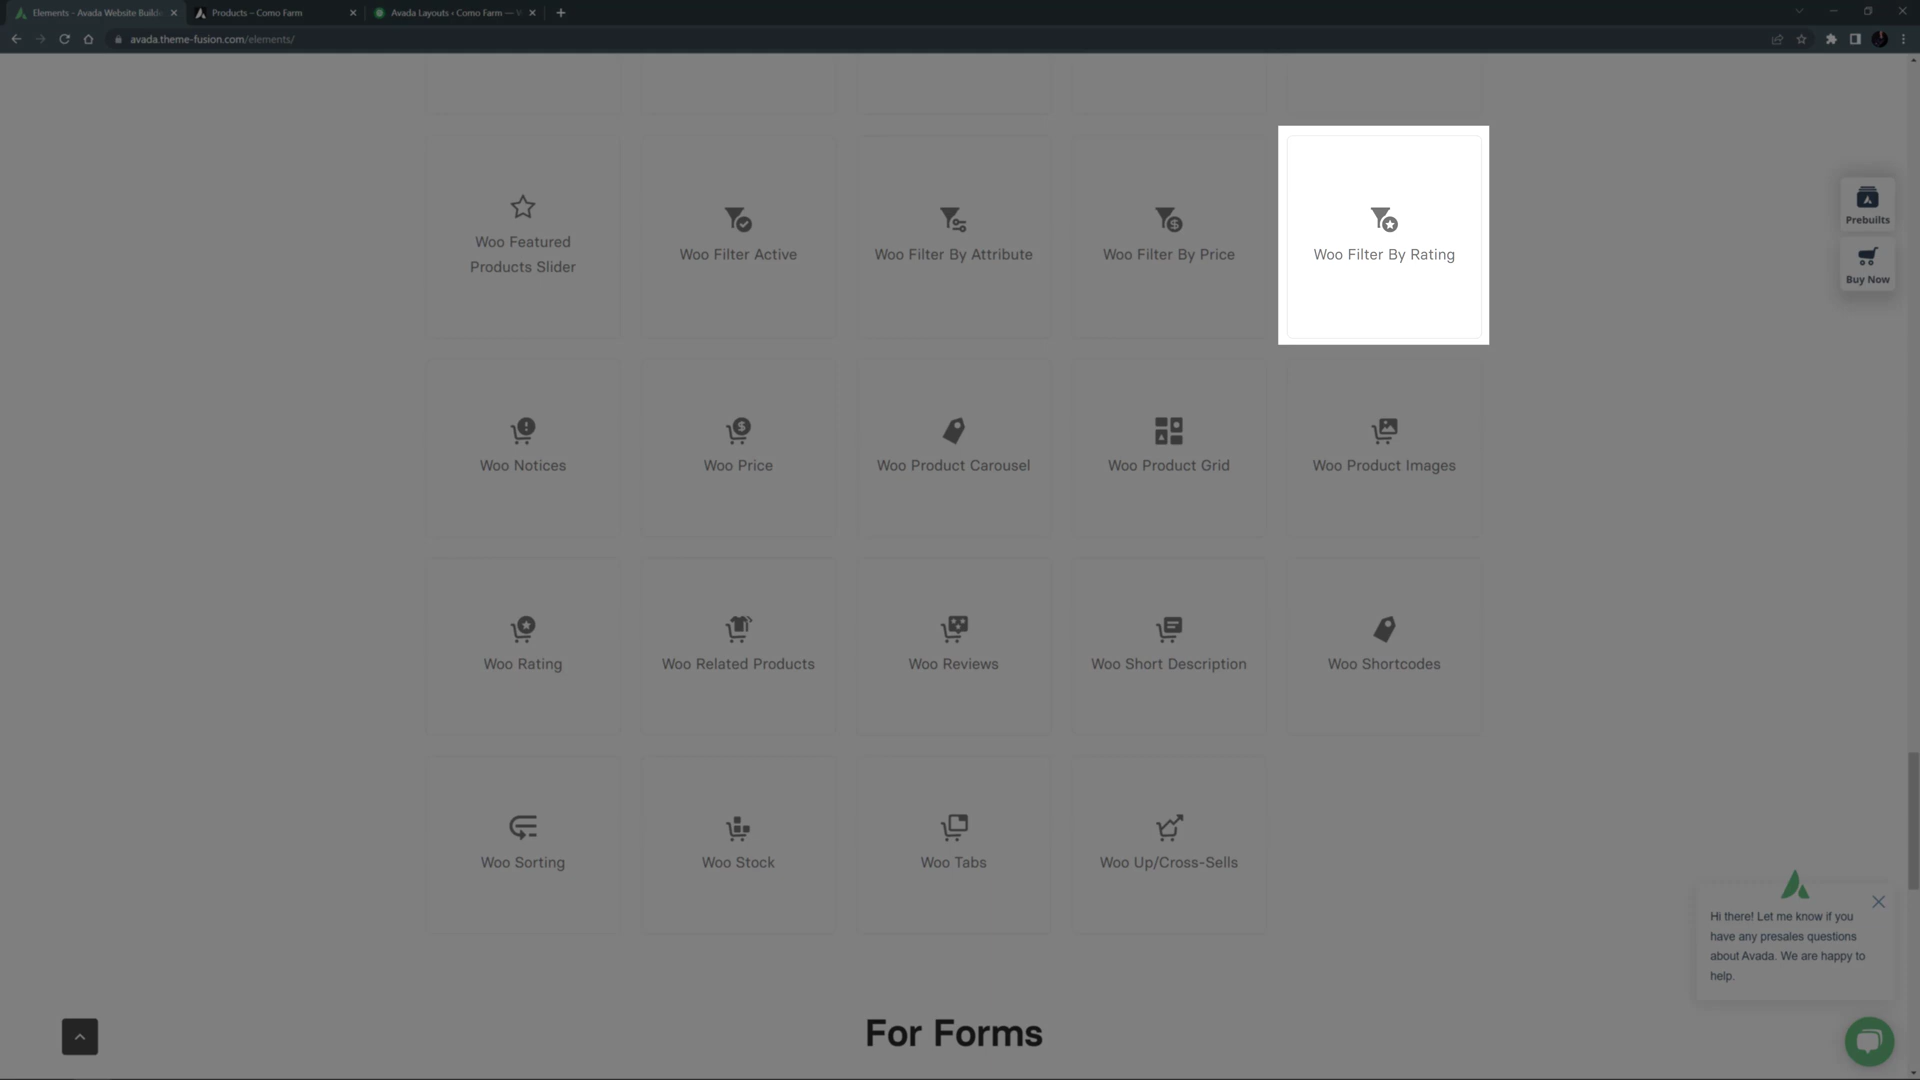 Elements - Avada Website Build
Products – Como Farm
Avada Layouts • Como Farm —
avada.theme-fusion.com/elements/
Woo Featured
Products Slider
Woo Filter Active
Woo Filter By Attribute
Woo Filter By Price
Woo Filter By Rating
Prebuilts
Buy Now
Woo Notices
Woo Price
Woo Product Carousel
Woo Product Grid
Woo Product Images
Woo Rating
Woo Related Products
Woo Reviews
Woo Short Description
Woo Shortcodes
Woo Sorting
Woo Stock
Woo Tabs
Woo Up/Cross-Sells
Hi there! Let me know if you
have any presales questions
about Avada. We are happy to
help.
For Forms